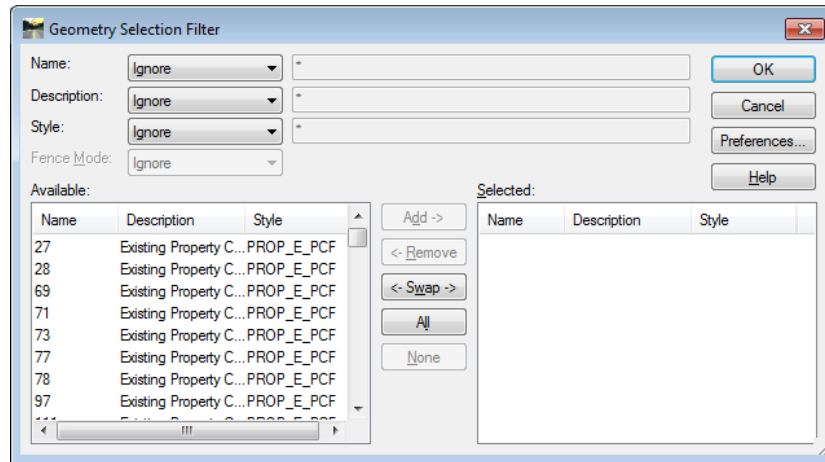 Geometry Selection Filter
Name: Ignore *
Description: Ignore *
Style: Ignore *
Fence Mode: Ignore
OK
Cancel
Preferences...
Help
Available:
Name Description Style
27 Existing Property C... PROP_E_PCF
28 Existing Property C... PROP_E_PCF
69 Existing Property C... PROP_E_PCF
71 Existing Property C... PROP_E_PCF
73 Existing Property C... PROP_E_PCF
77 Existing Property C... PROP_E_PCF
78 Existing Property C... PROP_E_PCF
97 Existing Property C... PROP_E_PCF
Add ->
<- Remove
<- Swap ->
All
None
Selected:
Name Description Style